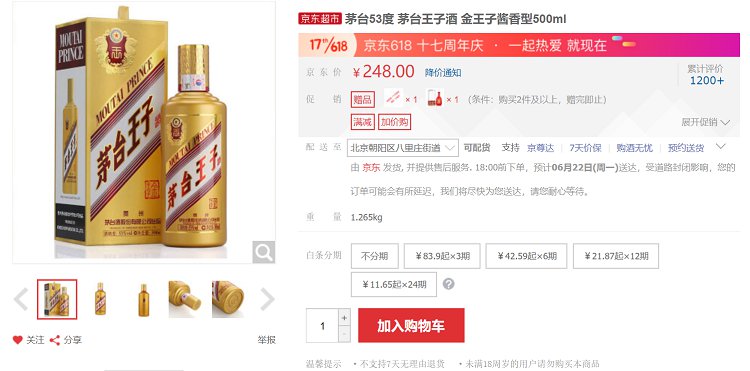 MOUTAI
PRINCE
MOUTAI PRINCE
茅台王子
茅台王子
贵州
京东超市 茅台53度 茅台王子酒 金王子酱香型500ml
17周年618 京东618 十七周年庆 · 一起热爱 就现在
京东价 ￥248.00 降价通知
累计评价
1200+
促销 赠品 ×1 ×1 (条件：购买2件及以上，赠完即止)
满减 加价购
展开促销
配送至 北京朝阳区八里庄街道 可配货 支持 京尊达 7天价保 购酒无忧 预约送货
由 京东 发货, 并提供售后服务. 18:00前下单，预计06月22日(周一)送达，受道路封闭影响，您的
订单可能会有所延迟，我们将尽快为您送达，请您耐心等待。
重量 1.265kg
白条分期 不分期 ￥83.9起×3期 ￥42.59起×6期 ￥21.87起×12期
￥11.65起×24期 ?
1 + - 加入购物车
关注 分享 举报
温馨提示 ·不支持7天无理由退货 ·未满18周岁的用户请勿购买本商品